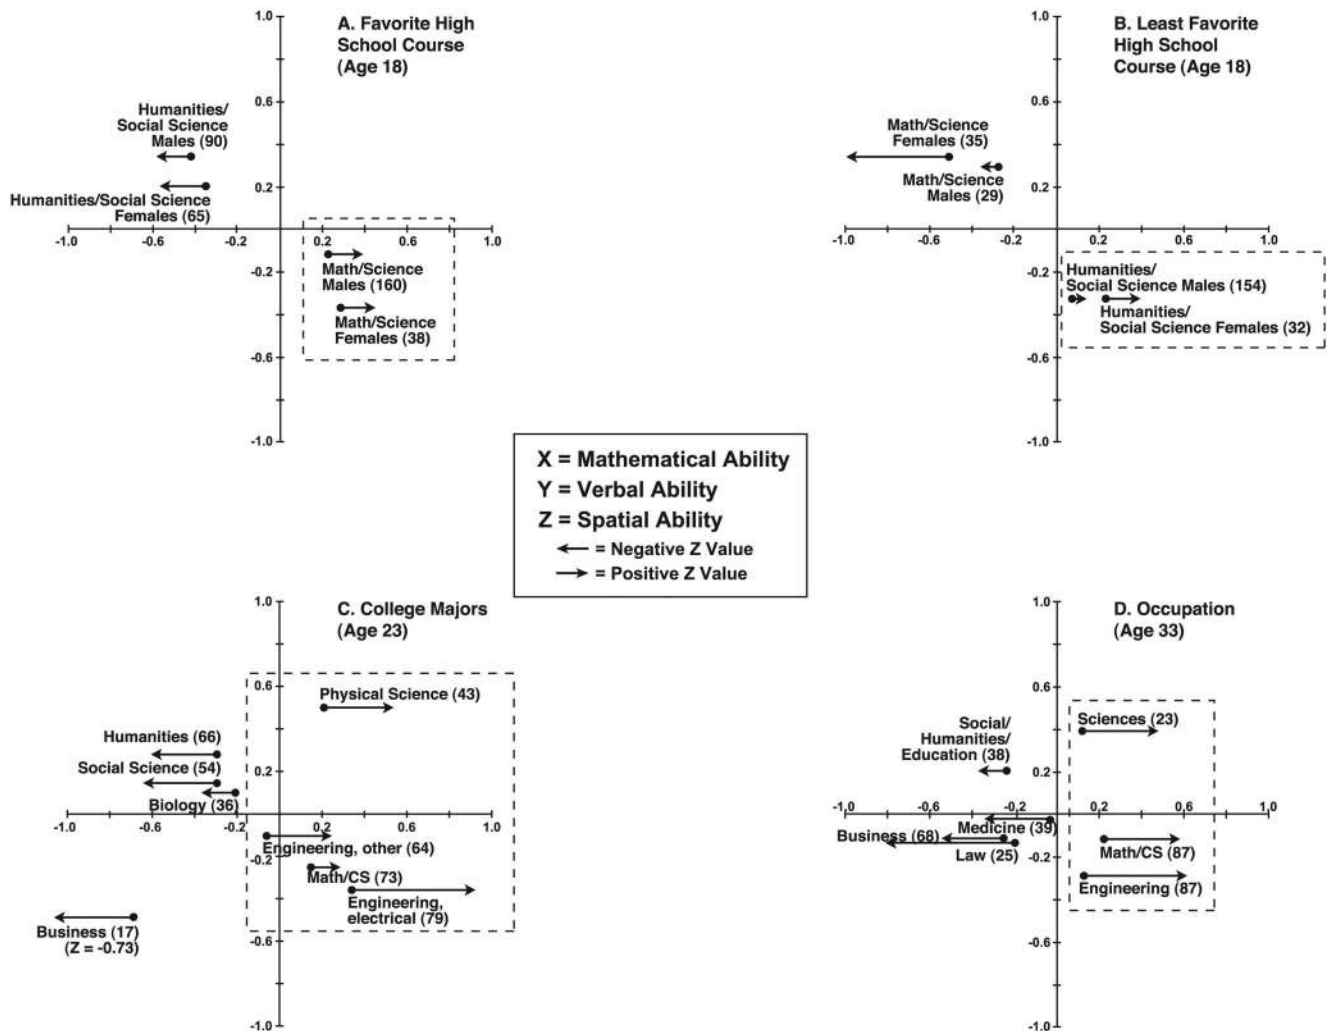 A. Favorite High
School Course
(Age 18)
1.0
0.6
0.2
-0.2
-0.6
-1.0
-1.0
-0.6
-0.2
0.2
0.6
1.0
Humanities/
Social Science
Males (90)
Humanities/Social Science
Females (65)
Math/Science
Males (160)
Math/Science
Females (38)
B. Least Favorite
High School
Course (Age 18)
1.0
0.6
0.2
-0.2
-0.6
-1.0
-1.0
-0.6
-0.2
0.2
0.6
1.0
Math/Science
Females (35)
Math/Science
Males (29)
Humanities/
Social Science Males (154)
Humanities/
Social Science Females (32)
X = Mathematical Ability
Y = Verbal Ability
Z = Spatial Ability
= Negative Z Value
= Positive Z Value
C. College Majors
(Age 23)
1.0
0.6
0.2
-0.2
-0.6
-1.0
-1.0
-0.6
-0.2
0.2
0.6
1.0
Physical Science (43)
Humanities (66)
Social Science (54)
Biology (36)
Engineering, other (64)
Math/CS (73)
Engineering,
electrical (79)
Business (17)
(Z = -0.73)
D. Occupation
(Age 33)
1.0
0.6
0.2
-0.2
-0.6
-1.0
-1,0
-0.6
-0.2
0.2
0.6
1.0
Sciences (23)
Social/
Humanities/
Education (38)
Medicine (39)
Business (68)
Law (25)
Math/CS (87)
Engineering (87)